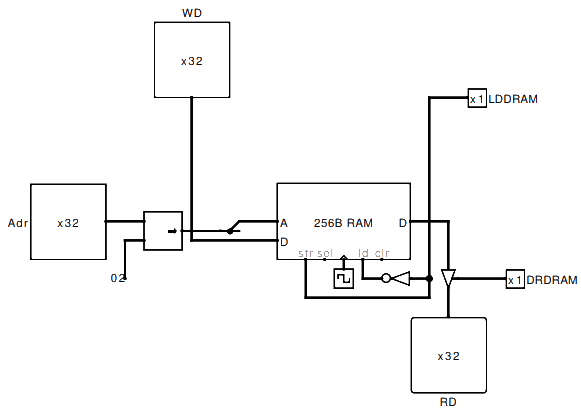 WD
x32
x1 LDDRAM
Adr
x32
A
256B RAM
D
D
str sel
ld clr
02
x1 DRDRAM
x32
RD